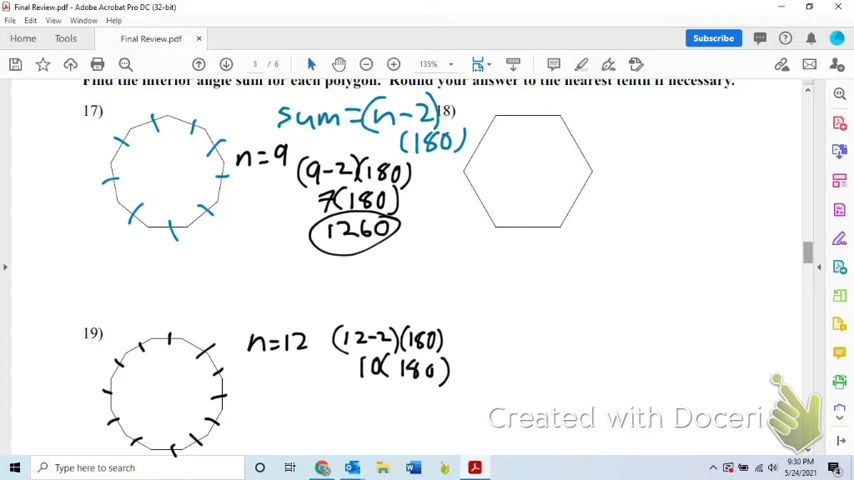 Final Review.pdf - Adobe Acrobat Pro DC (32-bit)
File Edit View Window Help
Home Tools Final Review.pdf × Subscribe
3 / 6 135%
Find the interior angle sum for each polygon. Round your answer to the nearest tenth if necessary.
17)
sum=(n-2)
(180)
n=9
(9-2)(180)
7(180)
1260
18)
19)
n=12 (12-2)(180)
10(180)
Created with Doceri
Type here to search
9:30 PM
5/24/2021
4